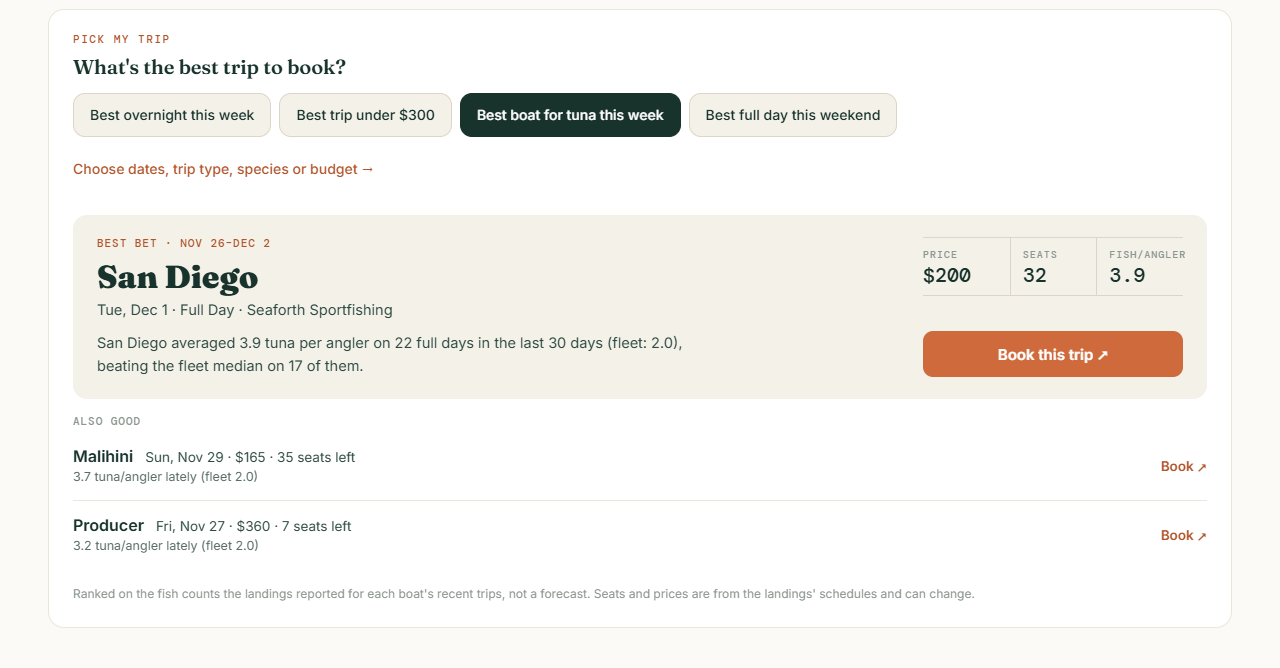 PICK MY TRIP
What's the best trip to book?
Best overnight this week
Best trip under $300
Best boat for tuna this week
Best full day this weekend
Choose dates, trip type, species or budget →
BEST BET · NOV 26–DEC 2
San Diego
Tue, Dec 1 · Full Day · Seaforth Sportfishing
San Diego averaged 3.9 tuna per angler on 22 full days in the last 30 days (fleet: 2.0),
beating the fleet median on 17 of them.
PRICE
$200
SEATS
32
FISH/ANGLER
3.9
Book this trip ↗
ALSO GOOD
Malihini Sun, Nov 29 · $165 · 35 seats left
3.7 tuna/angler lately (fleet 2.0)
Book ↗
Producer Fri, Nov 27 · $360 · 7 seats left
3.2 tuna/angler lately (fleet 2.0)
Book ↗
Ranked on the fish counts the landings reported for each boat's recent trips, not a forecast. Seats and prices are from the landings' schedules and can change.